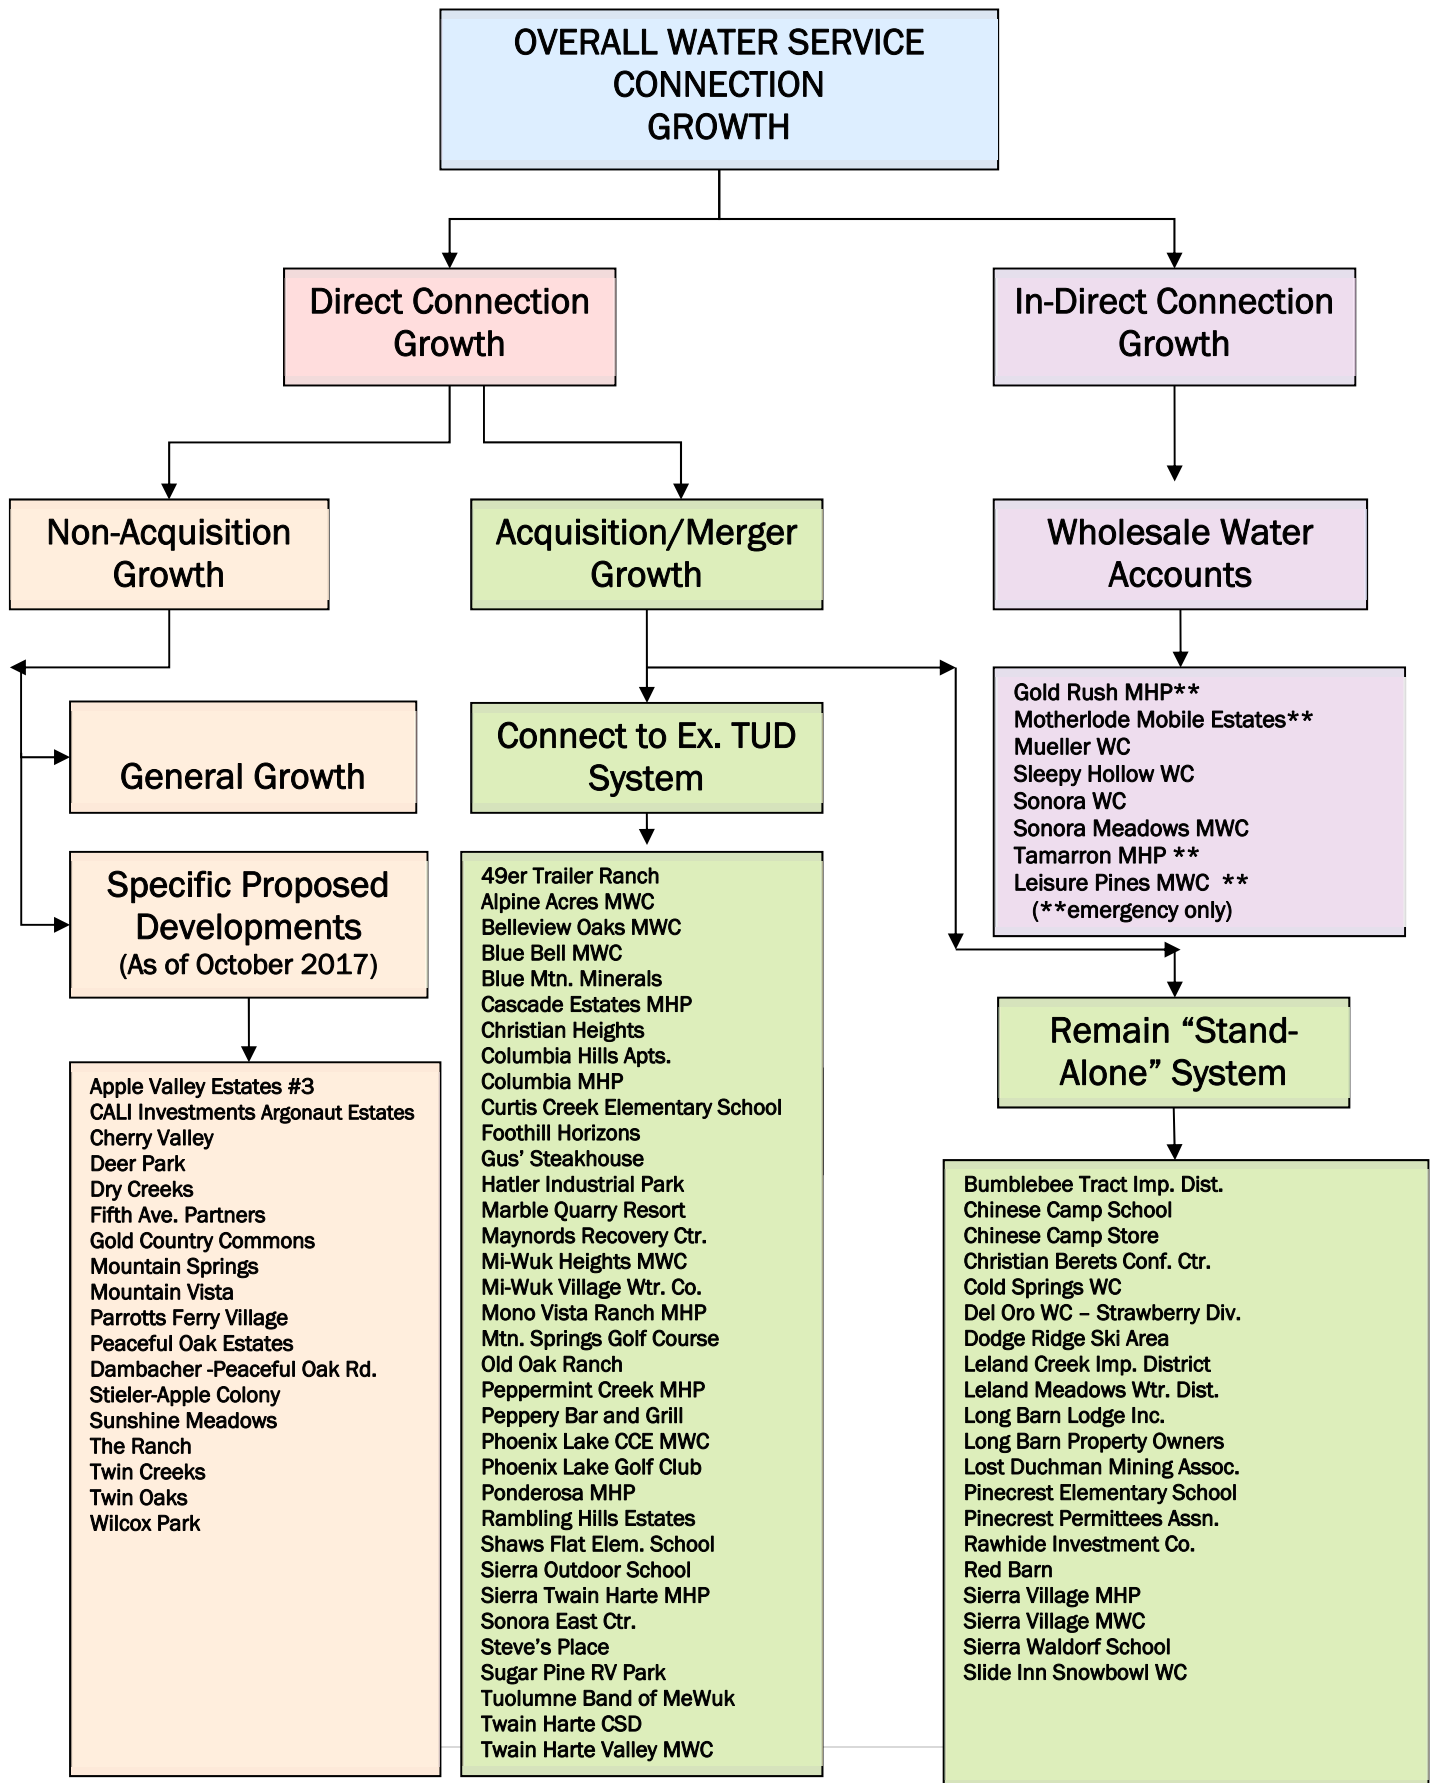 OVERALL WATER SERVICE
CONNECTION
GROWTH
Direct Connection
Growth
In-Direct Connection
Growth
Non-Acquisition
Growth
Acquisition/Merger
Growth
Wholesale Water
Accounts
General Growth
Specific Proposed
Developments
(As of October 2017)
Apple Valley Estates #3
CALI Investments Argonaut Estates
Cherry Valley
Deer Park
Dry Creeks
Fifth Ave. Partners
Gold Country Commons
Mountain Springs
Mountain Vista
Parrotts Ferry Village
Peaceful Oak Estates
Dambacher -Peaceful Oak Rd.
Stieler-Apple Colony
Sunshine Meadows
The Ranch
Twin Creeks
Twin Oaks
Wilcox Park
Connect to Ex. TUD
System
49er Trailer Ranch
Alpine Acres MWC
Belleview Oaks MWC
Blue Bell MWC
Blue Mtn. Minerals
Cascade Estates MHP
Christian Heights
Columbia Hills Apts.
Columbia MHP
Curtis Creek Elementary School
Foothill Horizons
Gus’ Steakhouse
Hatler Industrial Park
Marble Quarry Resort
Maynords Recovery Ctr.
Mi-Wuk Heights MWC
Mi-Wuk Village Wtr. Co.
Mono Vista Ranch MHP
Mtn. Springs Golf Course
Old Oak Ranch
Peppermint Creek MHP
Peppery Bar and Grill
Phoenix Lake CCE MWC
Phoenix Lake Golf Club
Ponderosa MHP
Rambling Hills Estates
Shaws Flat Elem. School
Sierra Outdoor School
Sierra Twain Harte MHP
Sonora East Ctr.
Steve’s Place
Sugar Pine RV Park
Tuolumne Band of MeWuk
Twain Harte CSD
Twain Harte Valley MWC
Gold Rush MHP**
Motherlode Mobile Estates**
Mueller WC
Sleepy Hollow WC
Sonora WC
Sonora Meadows MWC
Tamarron MHP **
Leisure Pines MWC **
(**emergency only)
Remain “Stand-
Alone” System
Bumblebee Tract Imp. Dist.
Chinese Camp School
Chinese Camp Store
Christian Berets Conf. Ctr.
Cold Springs WC
Del Oro WC – Strawberry Div.
Dodge Ridge Ski Area
Leland Creek Imp. District
Leland Meadows Wtr. Dist.
Long Barn Lodge Inc.
Long Barn Property Owners
Lost Duchman Mining Assoc.
Pinecrest Elementary School
Pinecrest Permittees Assn.
Rawhide Investment Co.
Red Barn
Sierra Village MHP
Sierra Village MWC
Sierra Waldorf School
Slide Inn Snowbowl WC